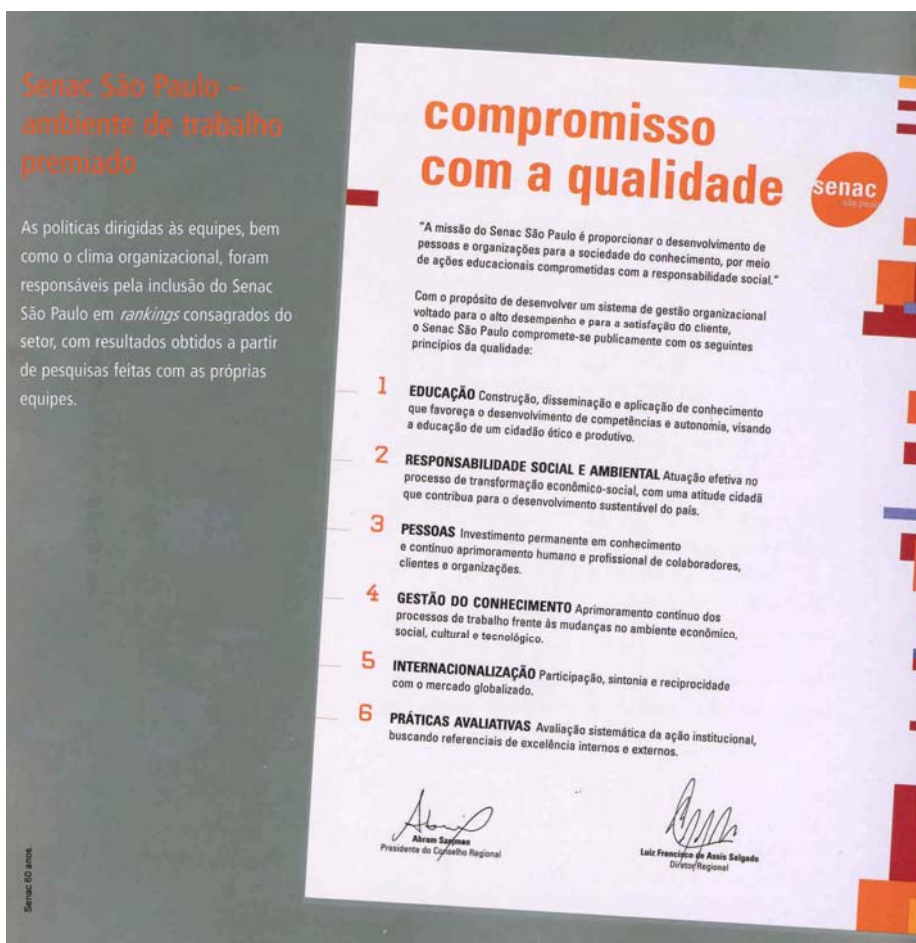 Senac São Paulo –
ambiente de trabalho
premiado
As políticas dirigidas às equipes, bem
como o clima organizacional, foram
responsáveis pela inclusão do Senac
São Paulo em rankings consagrados do
setor, com resultados obtidos a partir
de pesquisas feitas com as próprias
equipes.
Senac 60 anos
compromisso
com a qualidade
senac
são paulo
"A missão do Senac São Paulo é proporcionar o desenvolvimento de
pessoas e organizações para a sociedade do conhecimento, por meio
de ações educacionais comprometidas com a responsabilidade social."
Com o propósito de desenvolver um sistema de gestão organizacional
voltado para o alto desempenho e para a satisfação do cliente,
o Senac São Paulo compromete-se publicamente com os seguintes
princípios da qualidade:
1 EDUCAÇÃO Construção, disseminação e aplicação de conhecimento
que favoreça o desenvolvimento de competências e autonomia, visando
a educação de um cidadão ético e produtivo.
2 RESPONSABILIDADE SOCIAL E AMBIENTAL Atuação efetiva no
processo de transformação econômico-social, com uma atitude cidadã
que contribua para o desenvolvimento sustentável do país.
3 PESSOAS Investimento permanente em conhecimento
e contínuo aprimoramento humano e profissional de colaboradores,
clientes e organizações.
4 GESTÃO DO CONHECIMENTO Aprimoramento contínuo dos
processos de trabalho frente às mudanças no ambiente econômico,
social, cultural e tecnológico.
5 INTERNACIONALIZAÇÃO Participação, sintonia e reciprocidade
com o mercado globalizado.
6 PRÁTICAS AVALIATIVAS Avaliação sistemática da ação institucional,
buscando referenciais de excelência internos e externos.
Abram Szajman
Presidente do Conselho Regional
Luiz Francisco de Assis Salgado
Diretor Regional